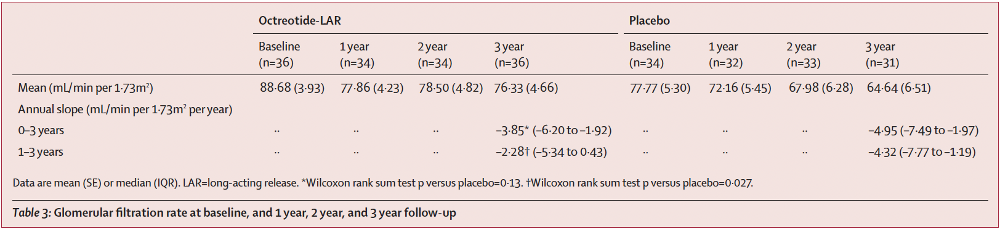 Octreotide-LAR Placebo
Baseline (n=36) 1 year (n=34) 2 year (n=34) 3 year (n=36) Baseline (n=34) 1 year (n=32) 2 year (n=33) 3 year (n=31)
Mean (mL/min per 1·73m²) 88·68 (3·93) 77·86 (4·23) 78·50 (4·82) 76·33 (4·66) 77·77 (5·30) 72·16 (5·45) 67·98 (6·28) 64·64 (6·51)
Annual slope (mL/min per 1·73m² per year)
0–3 years ·· ·· ·· –3·85* (–6·20 to –1·92) ·· ·· ·· –4·95 (–7·49 to –1·97)
1–3 years ·· ·· ·· –2·28† (–5·34 to 0·43) ·· ·· ·· –4·32 (–7·77 to –1·19)
Data are mean (SE) or median (IQR). LAR=long-acting release. *Wilcoxon rank sum test p versus placebo=0·13. †Wilcoxon rank sum test p versus placebo=0·027.
Table 3: Glomerular filtration rate at baseline, and 1 year, 2 year, and 3 year follow-up